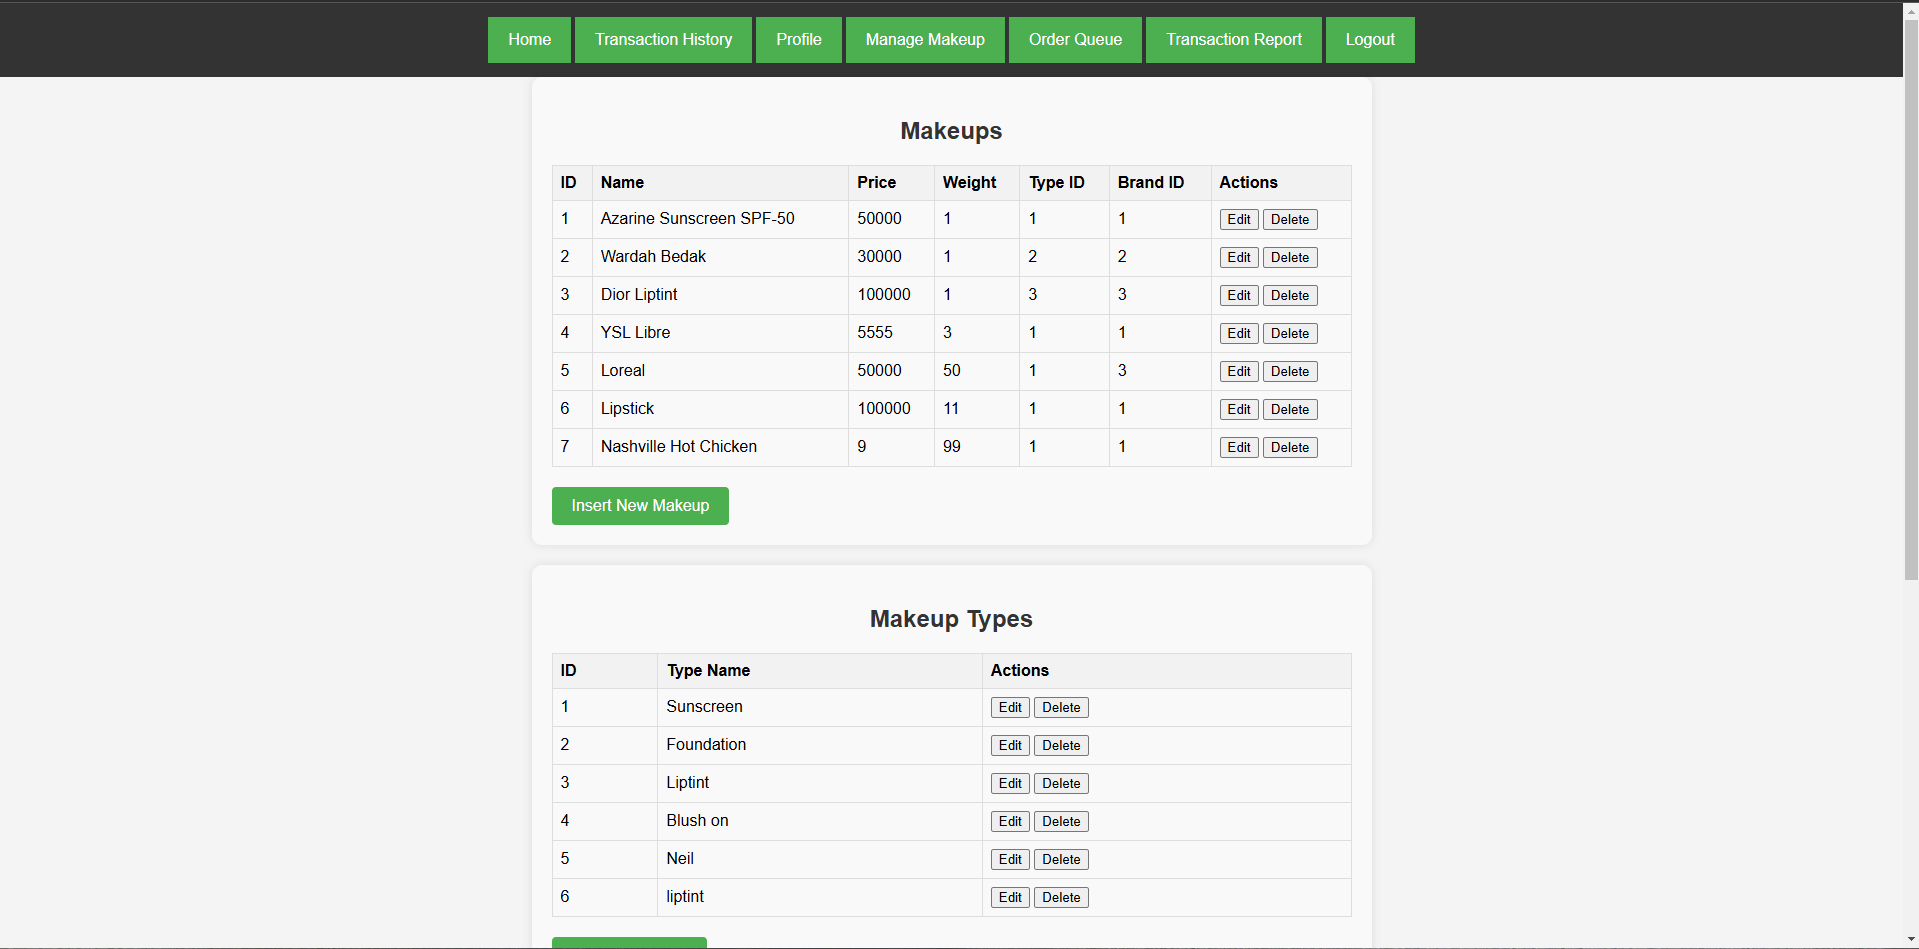 Home Transaction History Profile Manage Makeup Order Queue Transaction Report Logout
Makeups
ID Name Price Weight Type ID Brand ID Actions
1 Azarine Sunscreen SPF-50 50000 1 1 1 Edit Delete
2 Wardah Bedak 30000 1 2 2 Edit Delete
3 Dior Liptint 100000 1 3 3 Edit Delete
4 YSL Libre 5555 3 1 1 Edit Delete
5 Loreal 50000 50 1 3 Edit Delete
6 Lipstick 100000 11 1 1 Edit Delete
7 Nashville Hot Chicken 9 99 1 1 Edit Delete
Insert New Makeup
Makeup Types
ID Type Name Actions
1 Sunscreen Edit Delete
2 Foundation Edit Delete
3 Liptint Edit Delete
4 Blush on Edit Delete
5 Neil Edit Delete
6 liptint Edit Delete